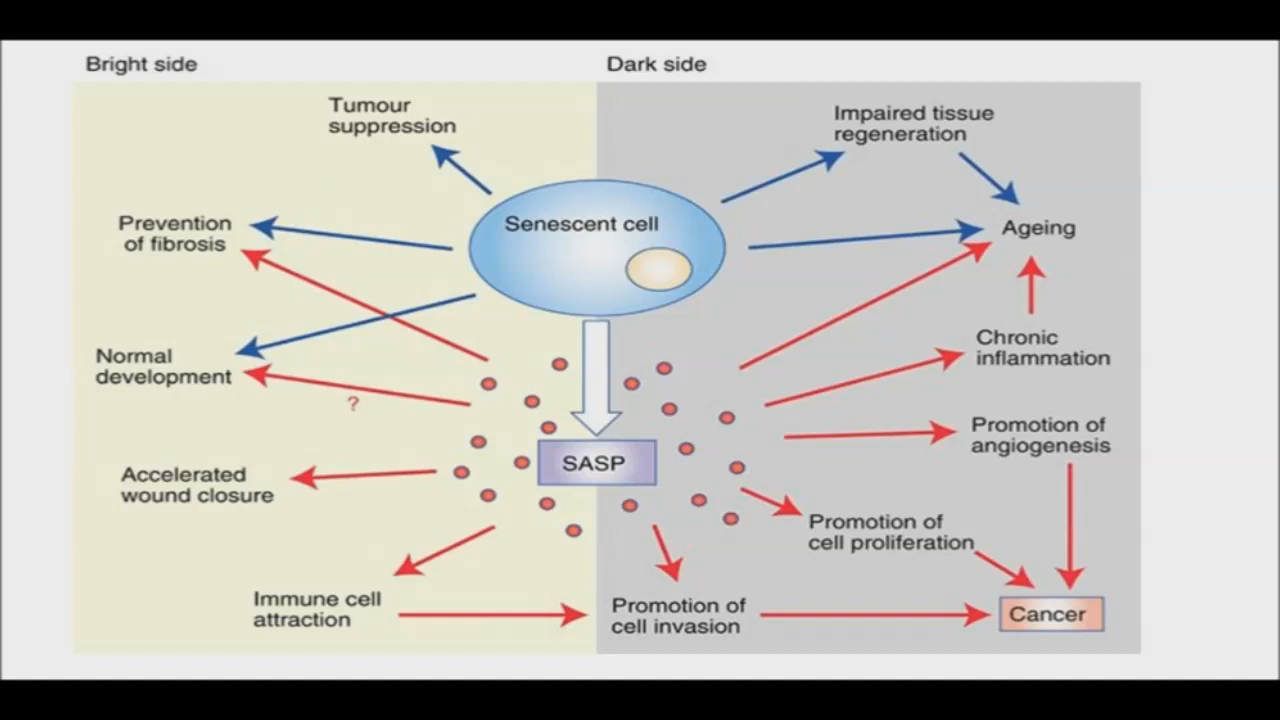 Bright side
Dark side
Tumour
suppression
Impaired tissue
regeneration
Prevention
of fibrosis
Senescent cell
Ageing
Normal
development
?
Chronic
inflammation
Promotion of
angiogenesis
SASP
Accelerated
wound closure
Promotion of
cell proliferation
Immune cell
attraction
Promotion of
cell invasion
Cancer